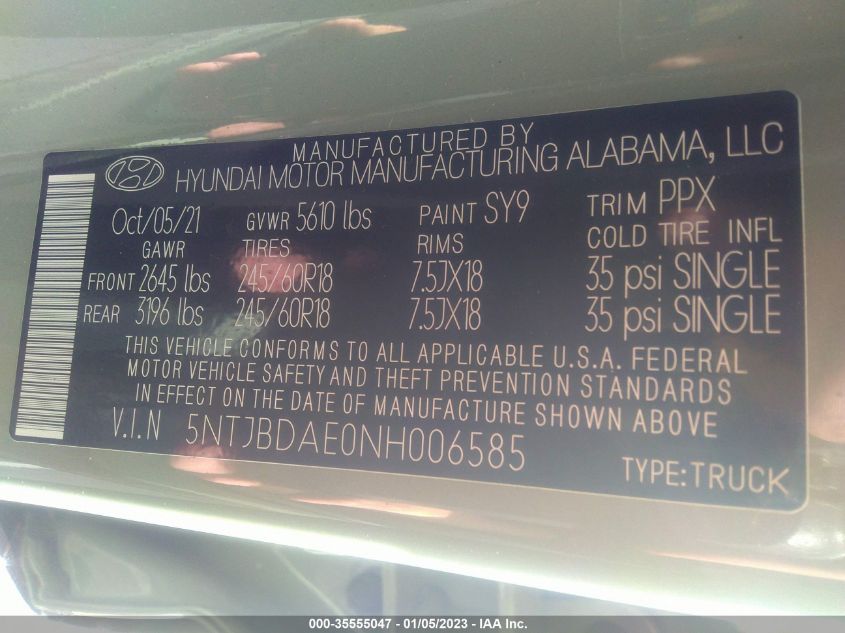 MANUFACTURED BY
HYUNDAI MOTOR MANUFACTURING ALABAMA, LLC
Oct/05/21 GVWR 5610 lbs PAINT SY9 TRIM PPX
GAWR TIRES RIMS COLD TIRE INFL
FRONT 2645 lbs 245/60R18 7.5JX18 35 psi SINGLE
REAR 3196 lbs 245/60R18 7.5JX18 35 psi SINGLE
THIS VEHICLE CONFORMS TO ALL APPLICABLE U.S.A. FEDERAL
MOTOR VEHICLE SAFETY AND THEFT PREVENTION STANDARDS
IN EFFECT ON THE DATE OF MANUFACTURE SHOWN ABOVE
V.I.N 5NTJBDAE0NH006585 TYPE:TRUCK
000-35555047 - 01/05/2023 - IAA Inc.